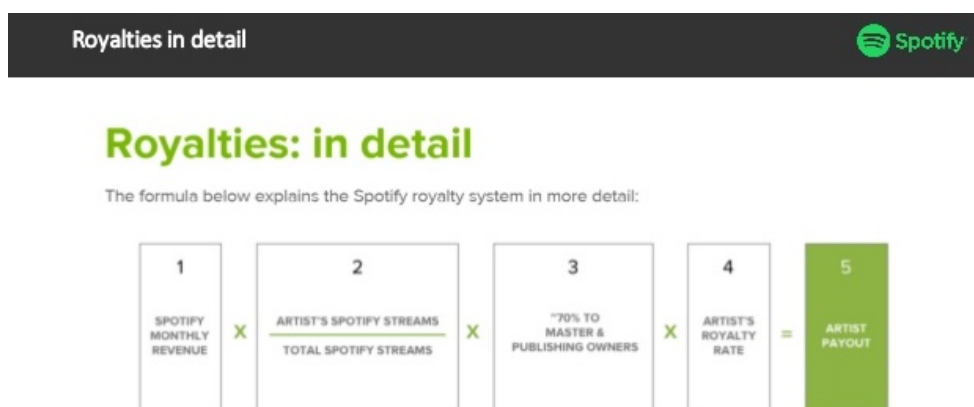 Royalties in detail
Spotify
Royalties: in detail
The formula below explains the Spotify royalty system in more detail:
1
2
3
4
5
SPOTIFY
MONTHLY
REVENUE
X
ARTIST'S SPOTIFY STREAMS
TOTAL SPOTIFY STREAMS
X
~70% TO
MASTER &
PUBLISHING OWNERS
X
ARTIST'S
ROYALTY
RATE
=
ARTIST
PAYOUT